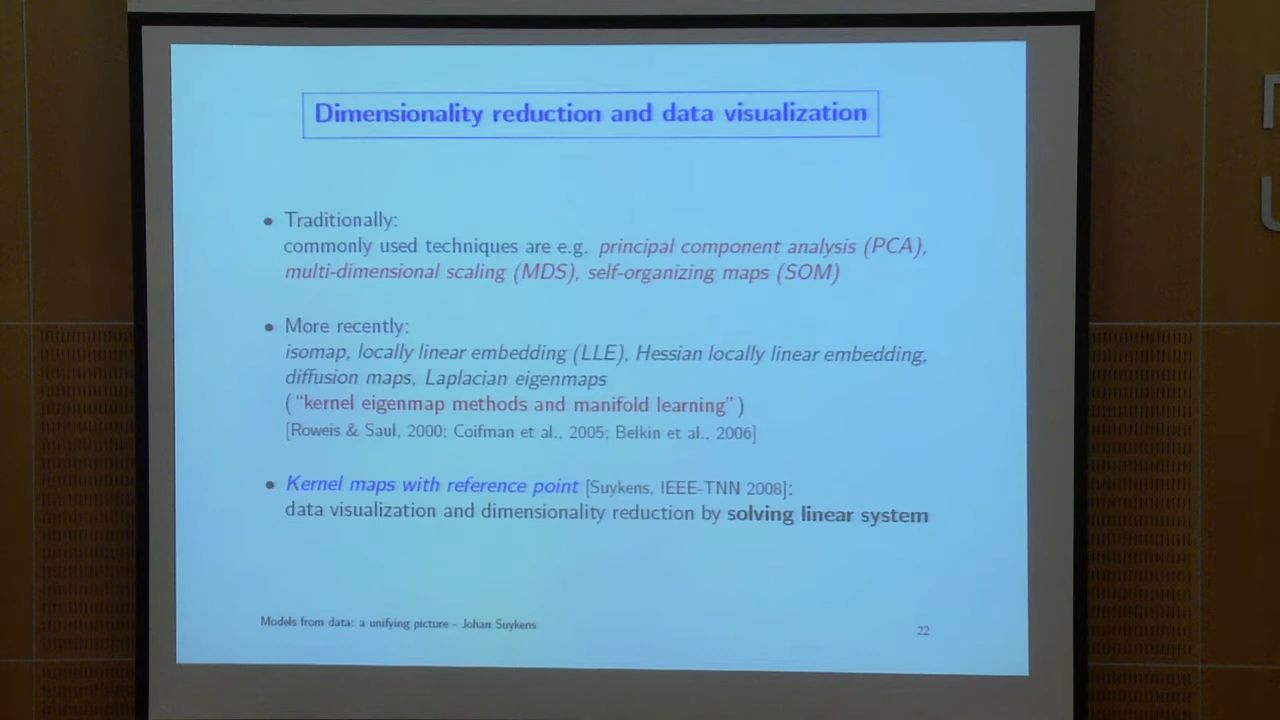 Dimensionality reduction and data visualization
• Traditionally:
commonly used techniques are e.g. principal component analysis (PCA),
multi-dimensional scaling (MDS), self-organizing maps (SOM)
• More recently:
isomap, locally linear embedding (LLE), Hessian locally linear embedding,
diffusion maps, Laplacian eigenmaps
(“kernel eigenmap methods and manifold learning”)
[Roweis & Saul, 2000; Coifman et al., 2005; Belkin et al., 2006]
• Kernel maps with reference point [Suykens, IEEE-TNN 2008]:
data visualization and dimensionality reduction by solving linear system
Models from data: a unifying picture - Johan Suykens
22